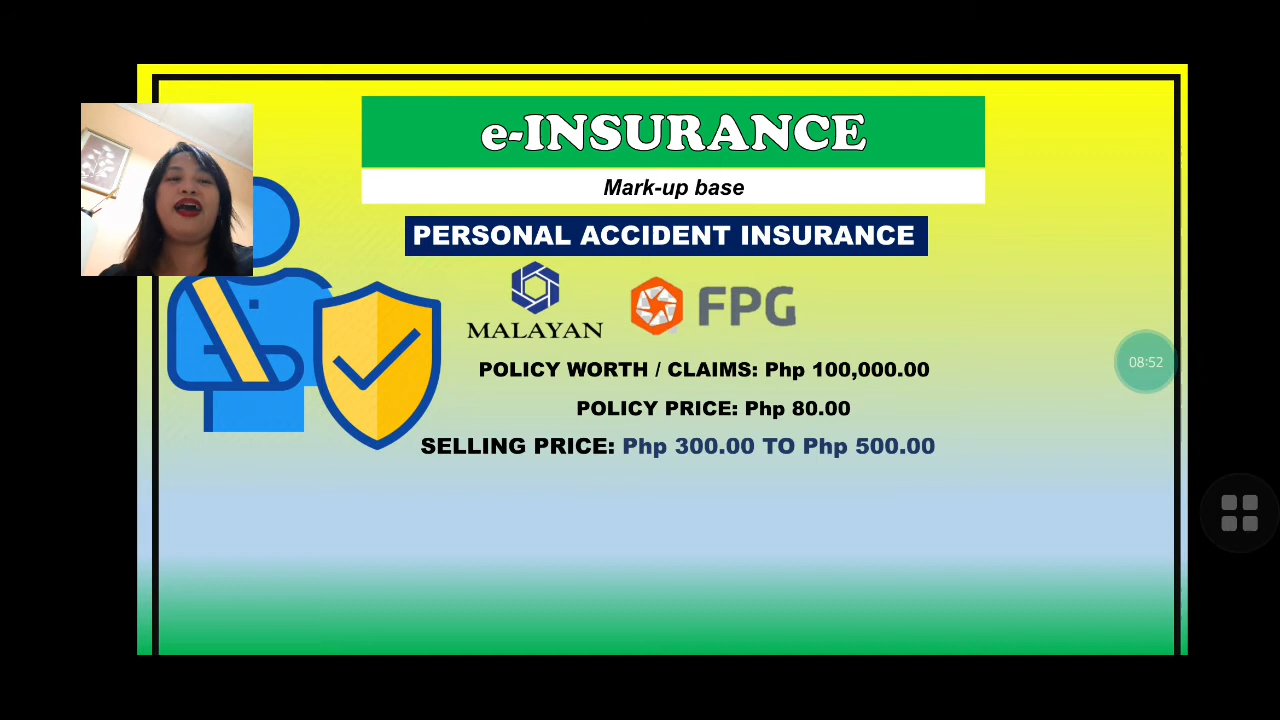 e-INSURANCE
Mark-up base
PERSONAL ACCIDENT INSURANCE
MALAYAN
FPG
POLICY WORTH / CLAIMS: Php 100,000.00
POLICY PRICE: Php 80.00
SELLING PRICE: Php 300.00 TO Php 500.00
08:52